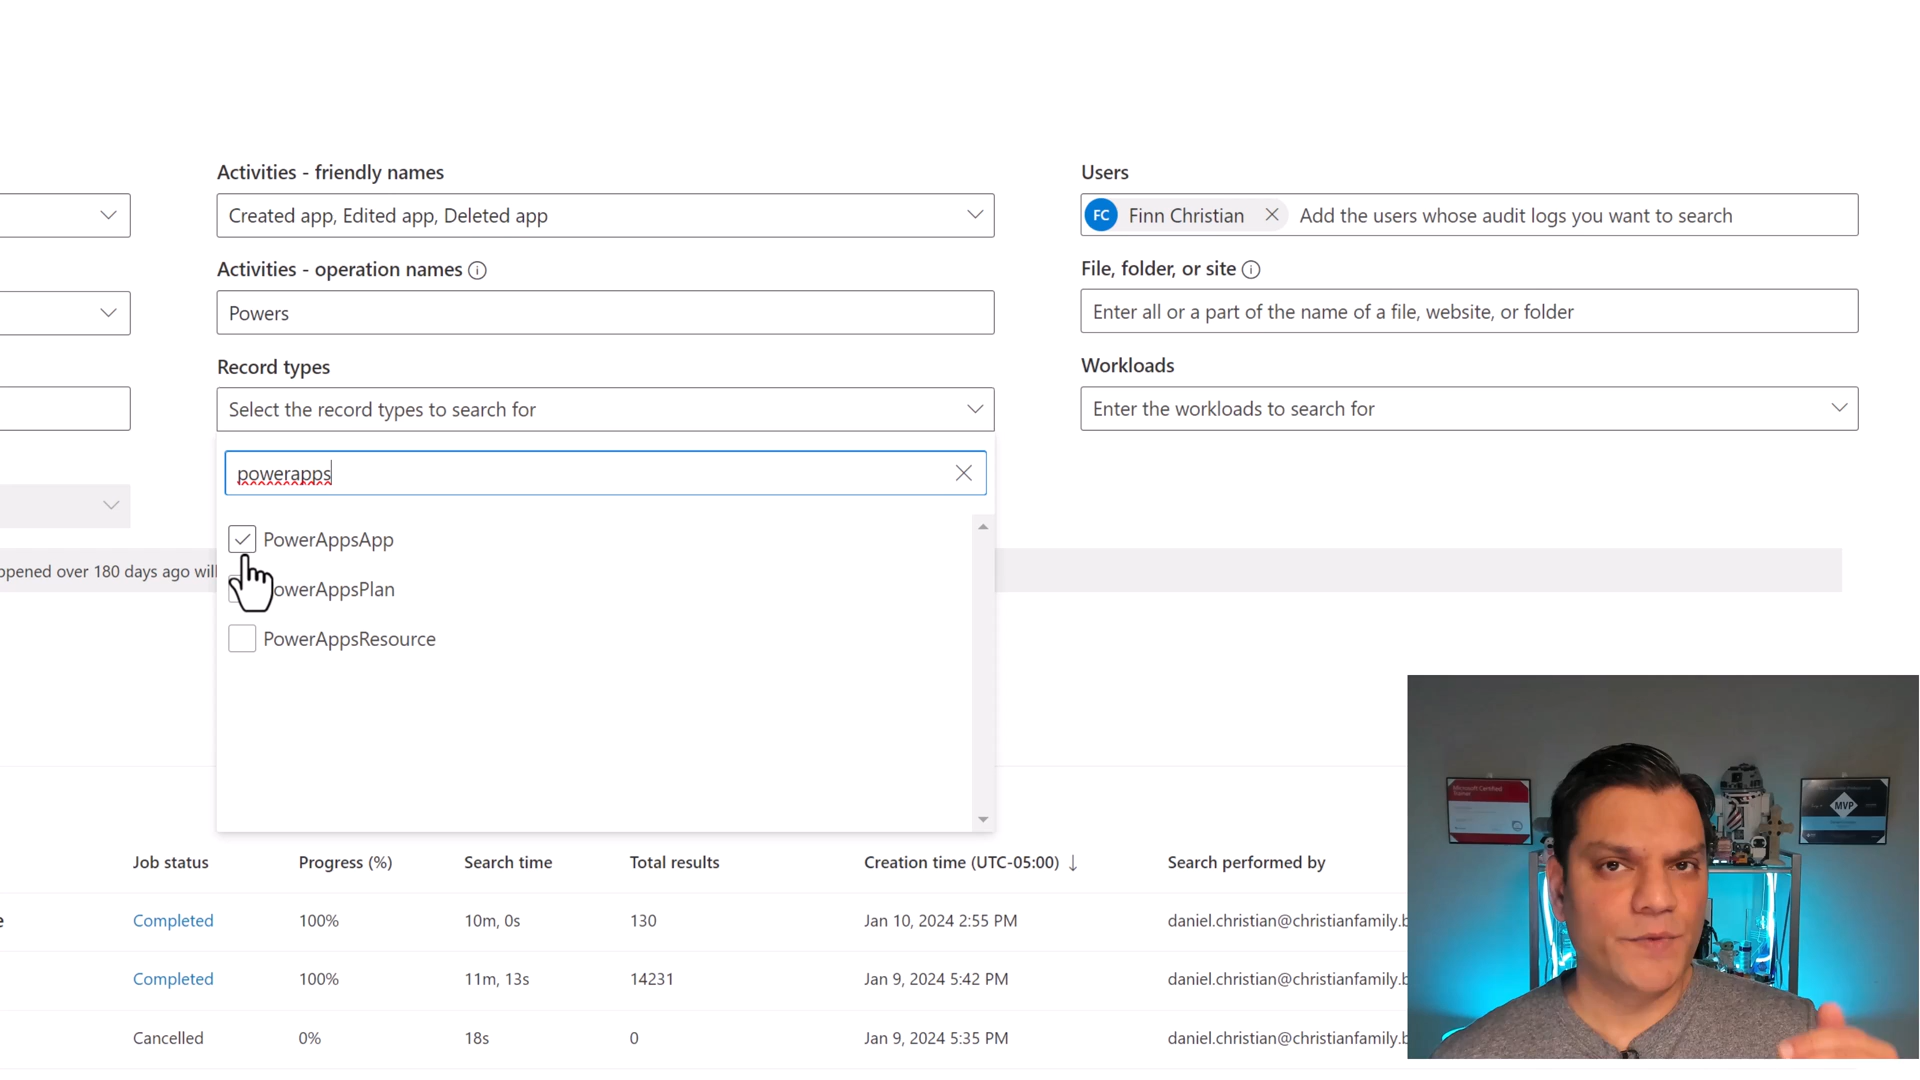 Activities - friendly names
Created app, Edited app, Deleted app
Activities - operation names
Powers
Record types
Select the record types to search for
powerapps
PowerAppsApp
owerAppsPlan
PowerAppsResource
Users
FC Finn Christian Add the users whose audit logs you want to search
File, folder, or site
Enter all or a part of the name of a file, website, or folder
Workloads
Enter the workloads to search for
ppened over 180 days ago will
Job status Progress (%) Search time Total results Creation time (UTC-05:00) Search performed by
e Completed 100% 10m, 0s 130 Jan 10, 2024 2:55 PM daniel.christian@christianfamily.b
Completed 100% 11m, 13s 14231 Jan 9, 2024 5:42 PM daniel.christian@christianfamily.b
Cancelled 0% 18s 0 Jan 9, 2024 5:35 PM daniel.christian@christianfamily.b
Microsoft Certified
Trainer
MVP